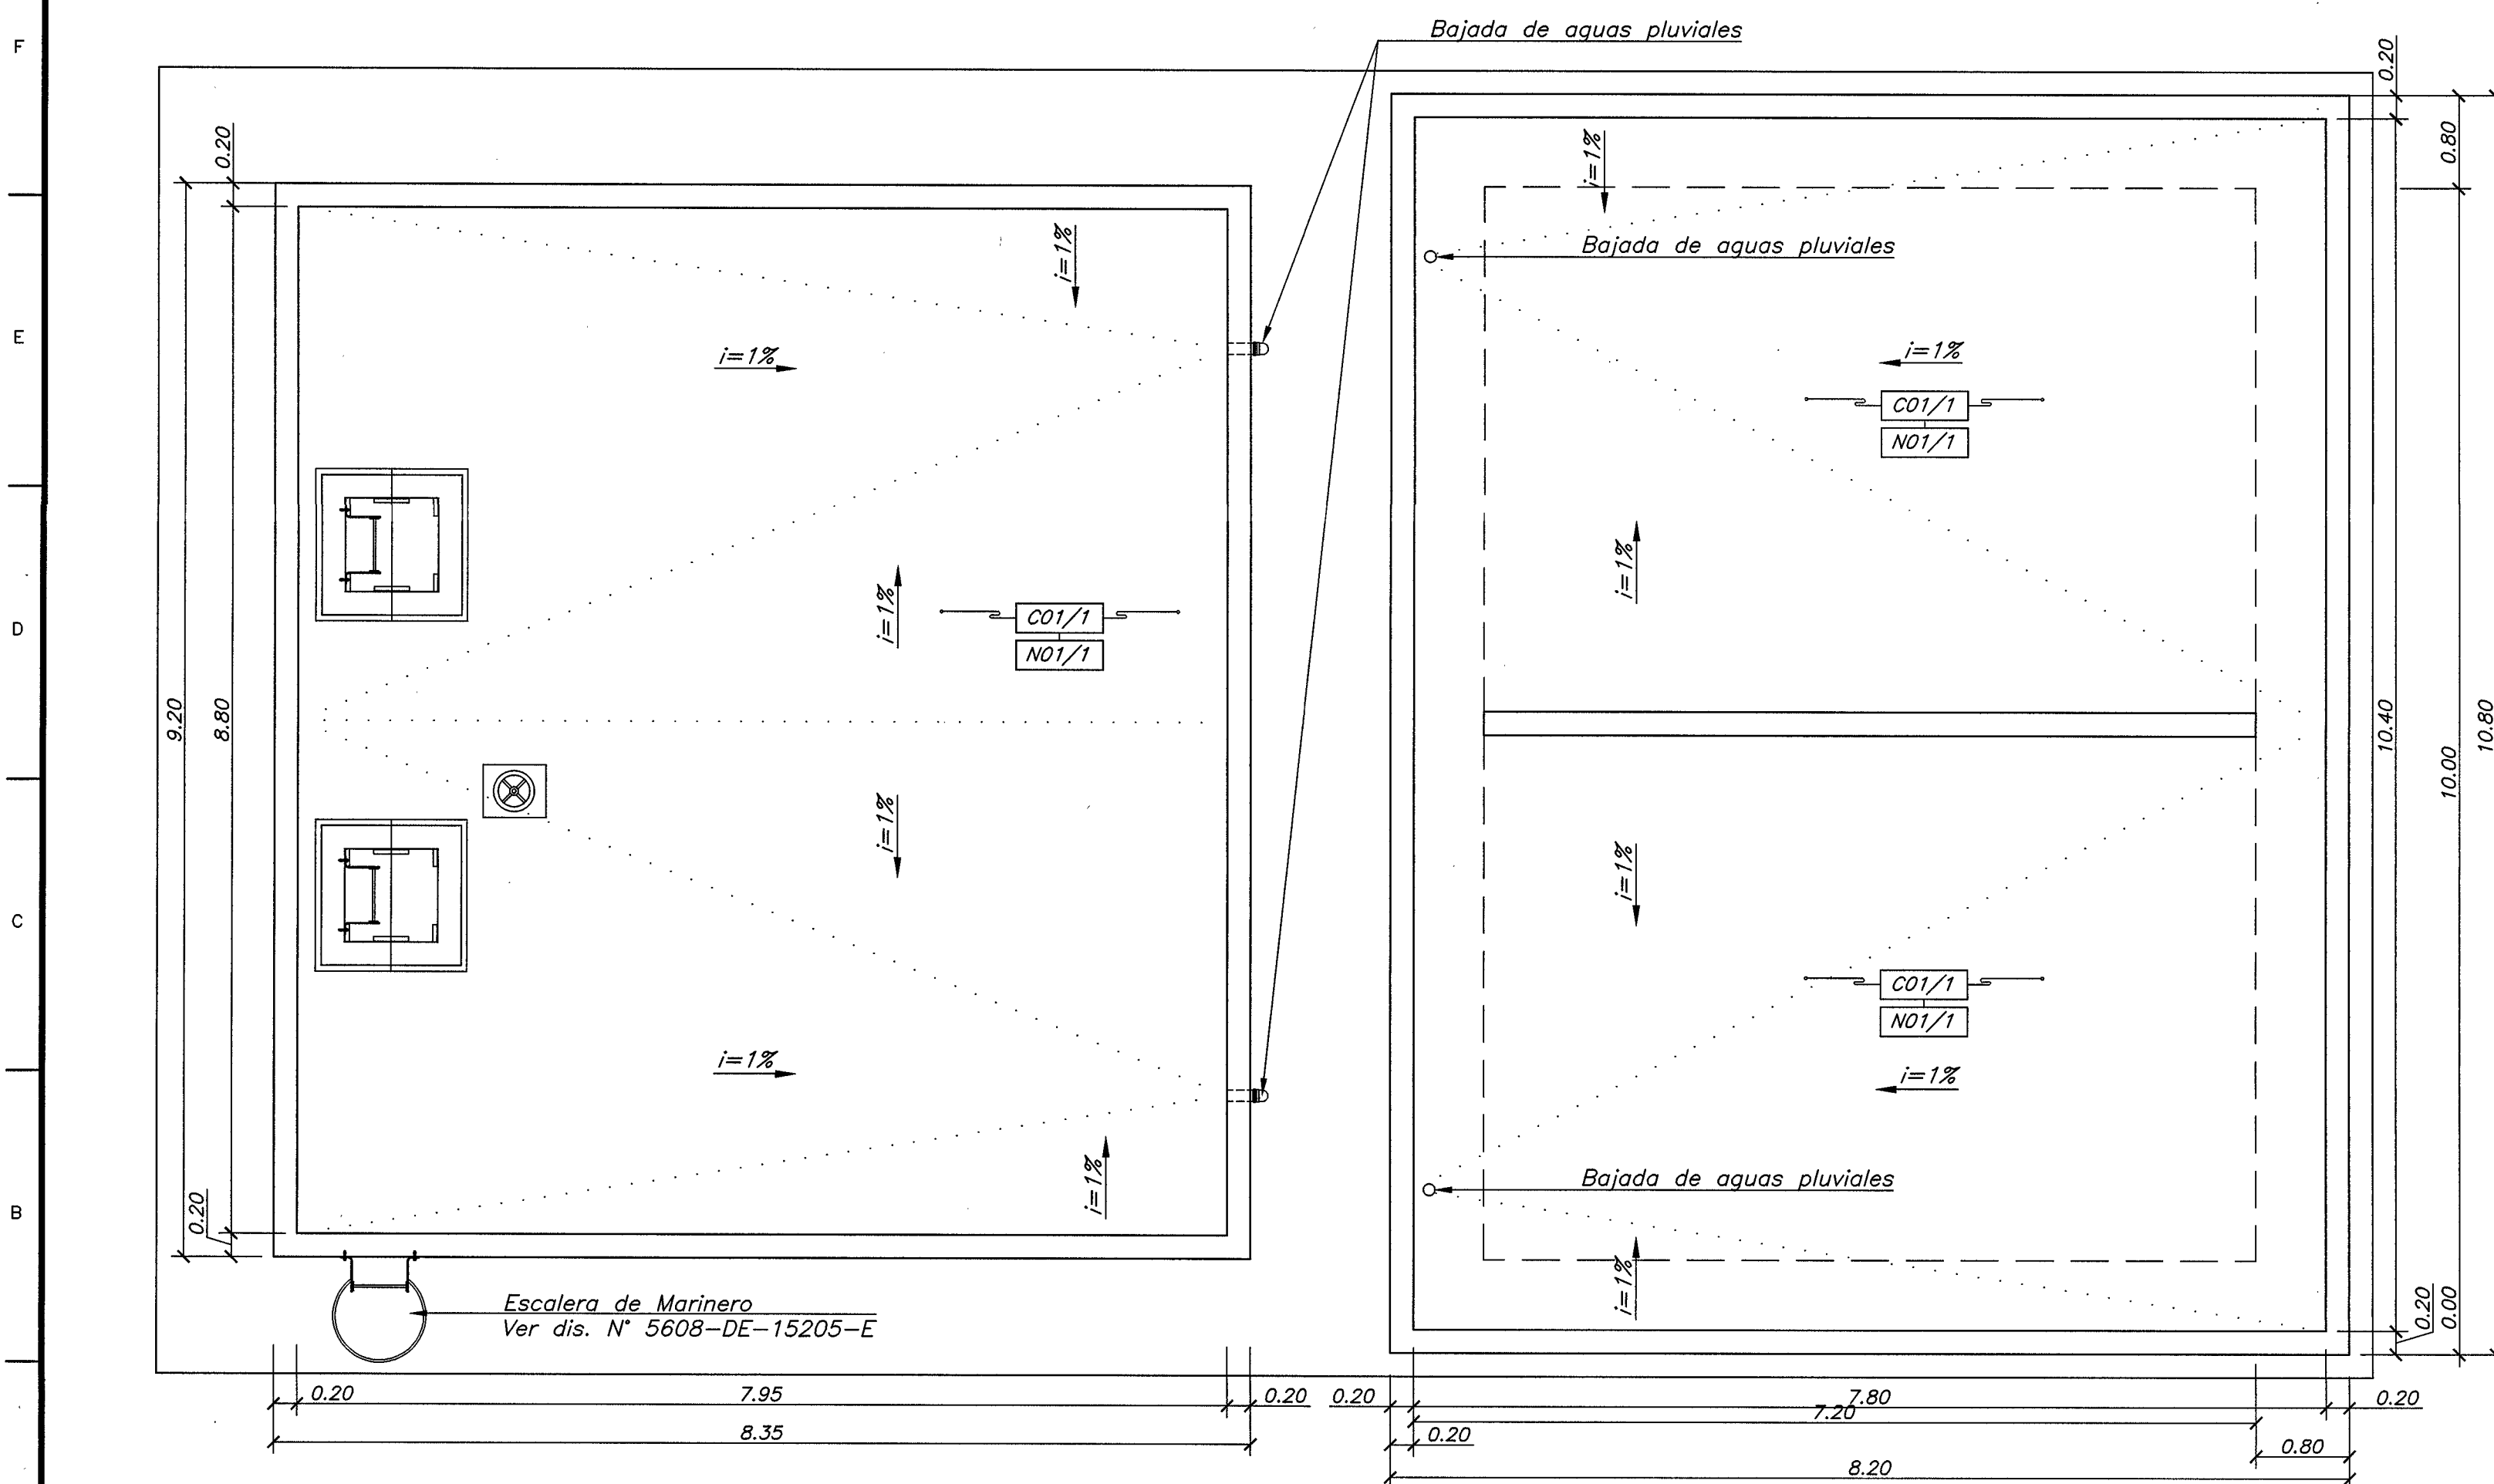 F
E
D
C
B
Bajada de aguas pluviales
0.20
0.20
0.80
i=1%
i=1%
Bajada de aguas pluviales
i=1%
i=1%
C01/1
N01/1
i=1%
i=1%
C01/1
N01/1
9.20
8.80
10.40
10.00
10.80
i=1%
i=1%
C01/1
N01/1
i=1%
i=1%
i=1%
Bajada de aguas pluviales
0.20
i=1%
Escalera de Marinero
Ver dis. N° 5608-DE-15205-E
0.20
0.00
0.20
7.95
0.20
0.20
7.80
0.20
7.20
8.35
0.20
0.80
8.20